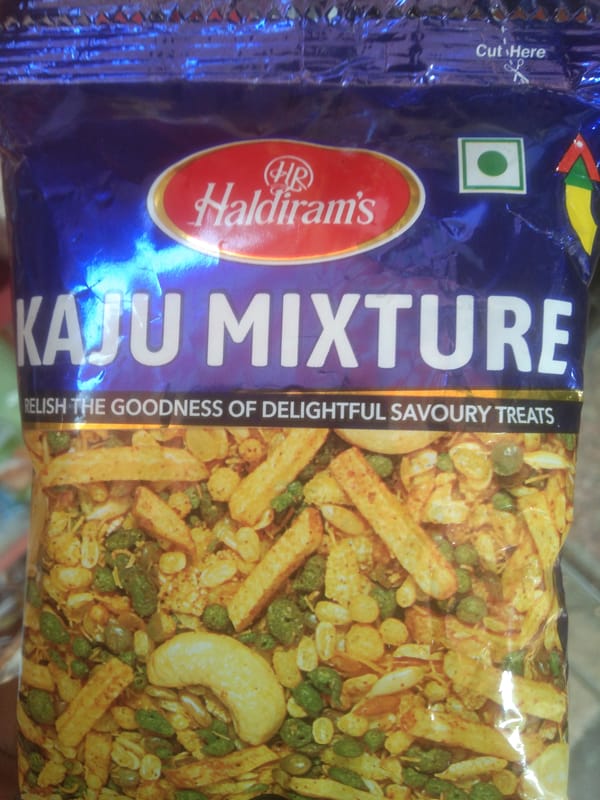 Cut Here
HR
Haldiram's
KAJU MIXTURE
RELISH THE GOODNESS OF DELIGHTFUL SAVOURY TREATS